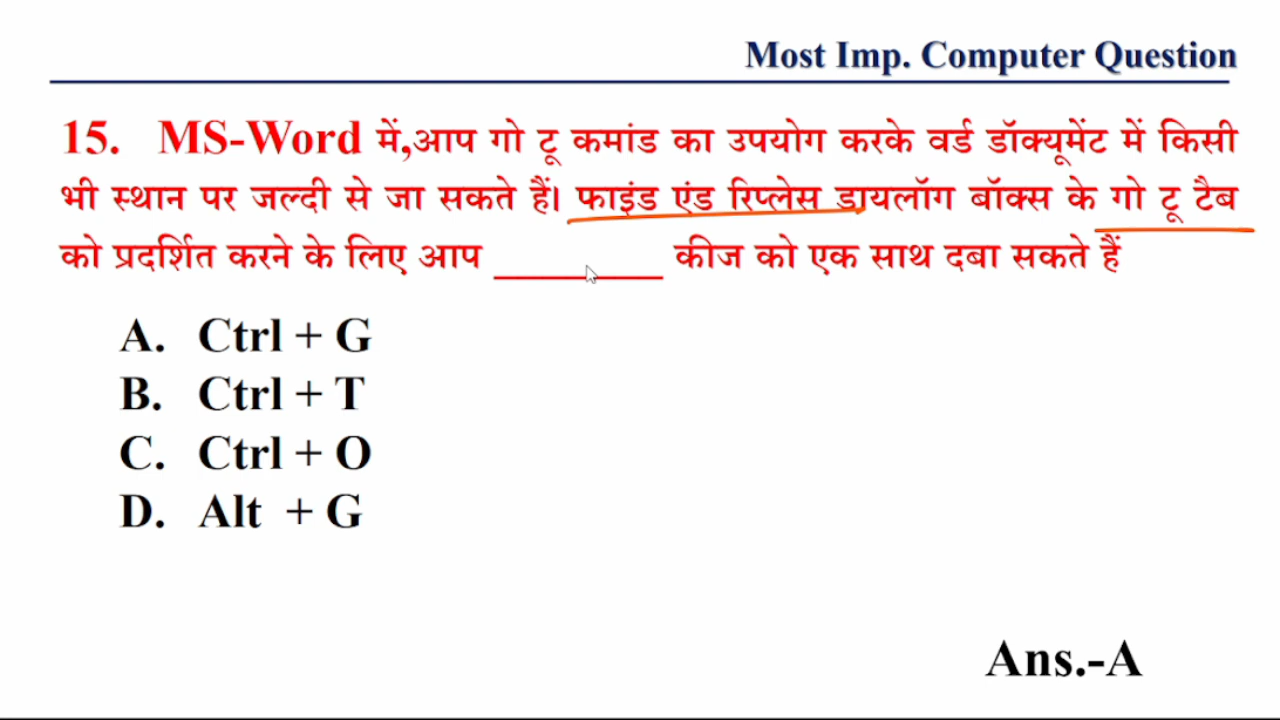 Most Imp. Computer Question
15. MS-Word में,आप गो टू कमांड का उपयोग करके वर्ड डॉक्यूमेंट में किसी
भी स्थान पर जल्दी से जा सकते हैं। फाइंड एंड रिप्लेस डायलॉग बॉक्स के गो टू टैब
को प्रदर्शित करने के लिए आप ________ कीज को एक साथ दबा सकते हैं
A. Ctrl + G
B. Ctrl + T
C. Ctrl + O
D. Alt + G
Ans.-A